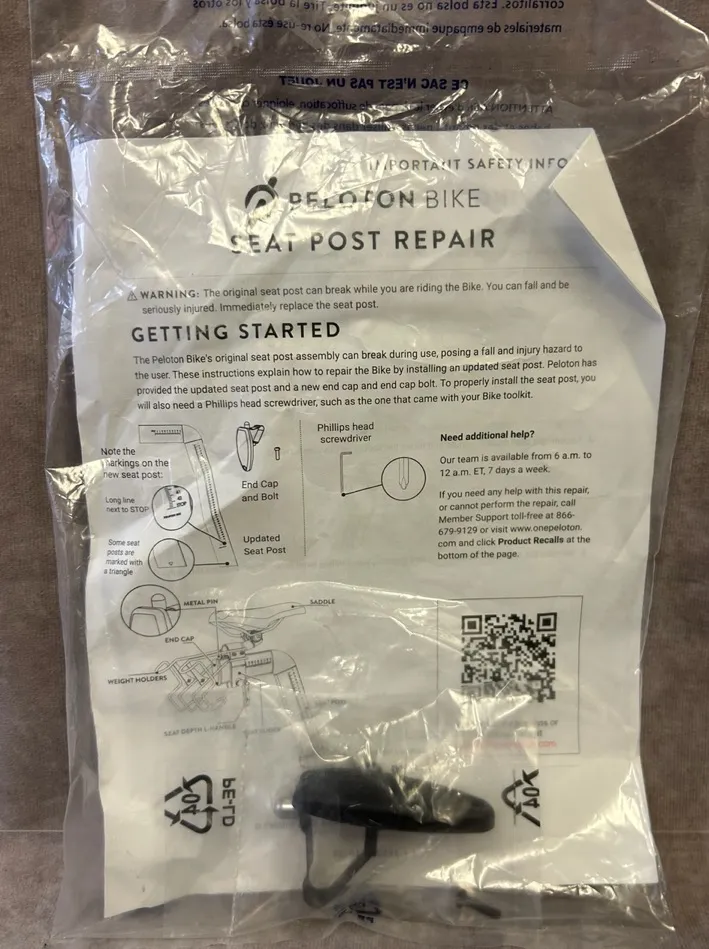 materiales de empaque inmediatamente. No re-use esta bolsa.
CE SAC N'EST PAS UN JOUET
IMPORTANT SAFETY INFO
PELOTON BIKE
SEAT POST REPAIR
⚠ WARNING: The original seat post can break while you are riding the Bike. You can fall and be
seriously injured. Immediately replace the seat post.
GETTING STARTED
The Peloton Bike's original seat post assembly can break during use, posing a fall and injury hazard to
the user. These instructions explain how to repair the Bike by installing an updated seat post. Peloton has
provided the updated seat post and a new end cap and end cap bolt. To properly install the seat post, you
will also need a Phillips head screwdriver, such as the one that came with your Bike toolkit.
Note the
markings on the
new seat post:
Long line
next to STOP
STOP
Some seat
posts are
marked with
a triangle
End Cap
and Bolt
Updated
Seat Post
Phillips head
screwdriver
Need additional help?
Our team is available from 6 a.m. to
12 a.m. ET, 7 days a week.
If you need any help with this repair,
or cannot perform the repair, call
Member Support toll-free at 866-
679-9129 or visit www.onepeloton.
com and click Product Recalls at the
bottom of the page.
METAL PIN
SADDLE
END CAP
WEIGHT HOLDERS
SEAT DEPTH L-HANDLE
04
PE-LD
04